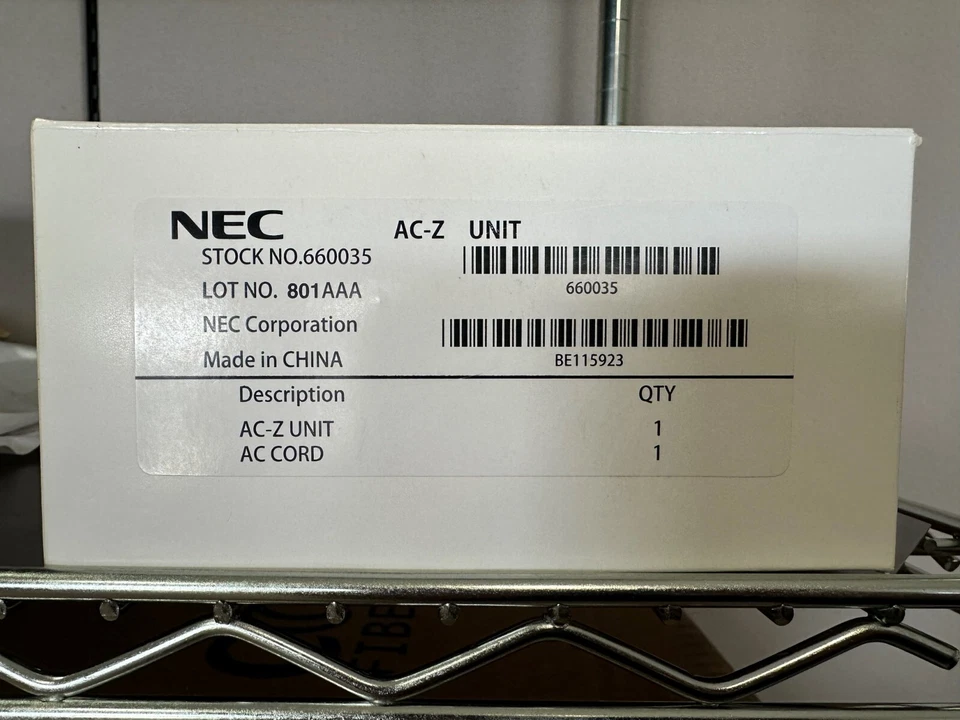 NEC AC-Z UNIT
STOCK NO.660035
660035
LOT NO. 801AAA
NEC Corporation
Made in CHINA
BE115923
Description QTY
AC-Z UNIT 1
AC CORD 1